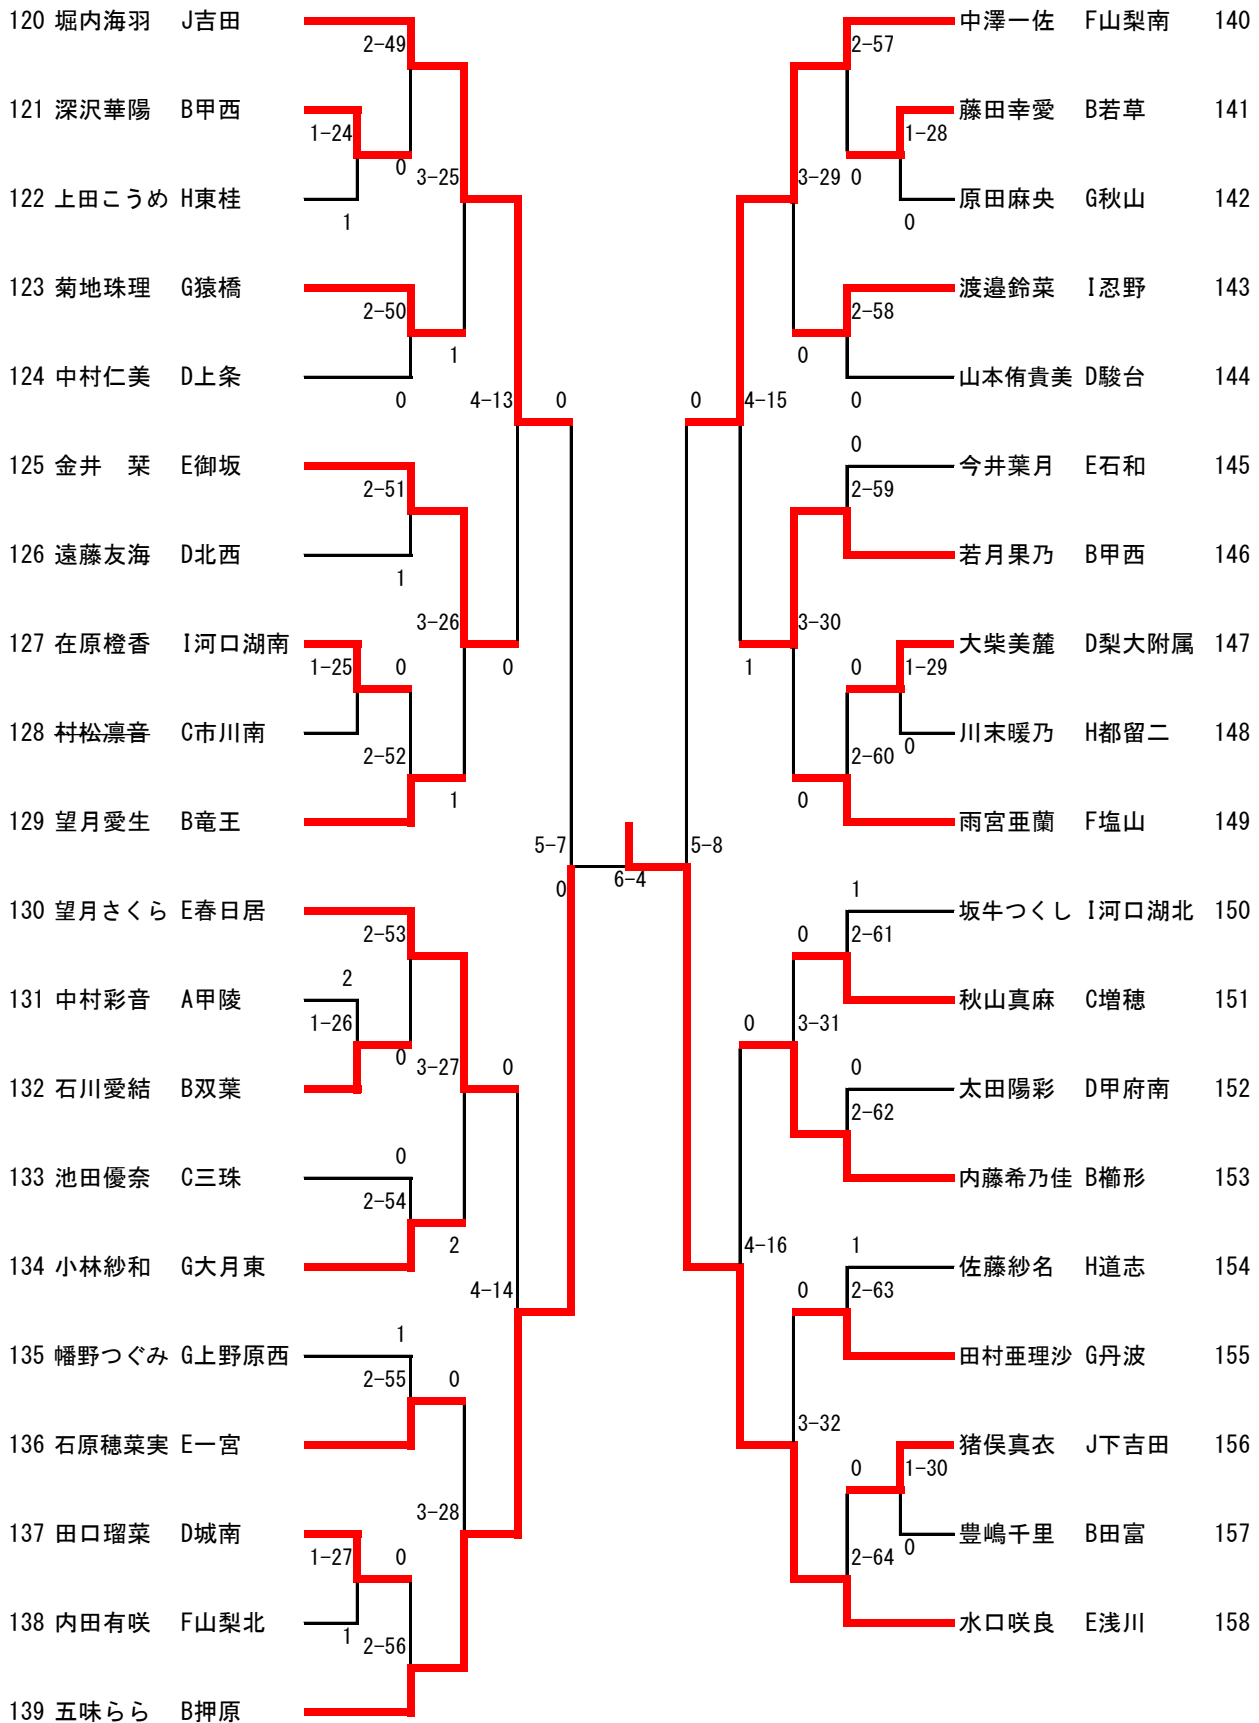 120 堀内海羽 J吉田
2-49
121 深沢華陽 B甲西
1-24
0
3-25
122 上田こうめ H東桂
1
123 菊地珠理 G猿橋
2-50
1
124 中村仁美 D上条
0
4-13
0
125 金井 栞 E御坂
2-51
126 遠藤友海 D北西
1
3-26
127 在原橙香 I河口湖南
1-25
0
0
128 村松凛音 C市川南
2-52
1
129 望月愛生 B竜王
5-7
0
6-4
130 望月さくら E春日居
2-53
2
131 中村彩音 A甲陵
1-26
0
3-27
0
132 石川愛結 B双葉
0
133 池田優奈 C三珠
2-54
2
134 小林紗和 G大月東
4-14
1
135 幡野つぐみ G上野原西
2-55
0
136 石原穂菜実 E一宮
3-28
137 田口瑠菜 D城南
1-27
0
138 内田有咲 F山梨北
1
2-56
139 五味らら B押原
中澤一佐 F山梨南 140
2-57
藤田幸愛 B若草 141
1-28
3-29
0
原田麻央 G秋山 142
0
渡邉鈴菜 I忍野 143
2-58
0
山本侑貴美 D駿台 144
0
0
4-15
0
今井葉月 E石和 145
2-59
若月果乃 B甲西 146
3-30
大柴美麓 D梨大附属 147
1
0
1-29
川末暖乃 H都留二 148
0
2-60
0
雨宮亜蘭 F塩山 149
5-8
1
坂牛つくし I河口湖北 150
0
2-61
秋山真麻 C増穂 151
0
3-31
0
太田陽彩 D甲府南 152
2-62
内藤希乃佳 B櫛形 153
4-16
1
佐藤紗名 H道志 154
0
2-63
田村亜理沙 G丹波 155
3-32
猪俣真衣 J下吉田 156
0
1-30
豊嶋千里 B田富 157
0
2-64
水口咲良 E浅川 158